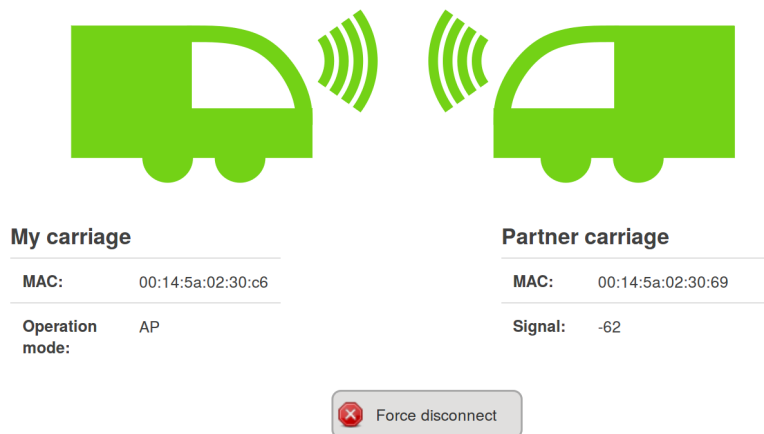 My carriage
MAC: 00:14:5a:02:30:c6
Operation mode: AP
Partner carriage
MAC: 00:14:5a:02:30:69
Signal: -62
Force disconnect